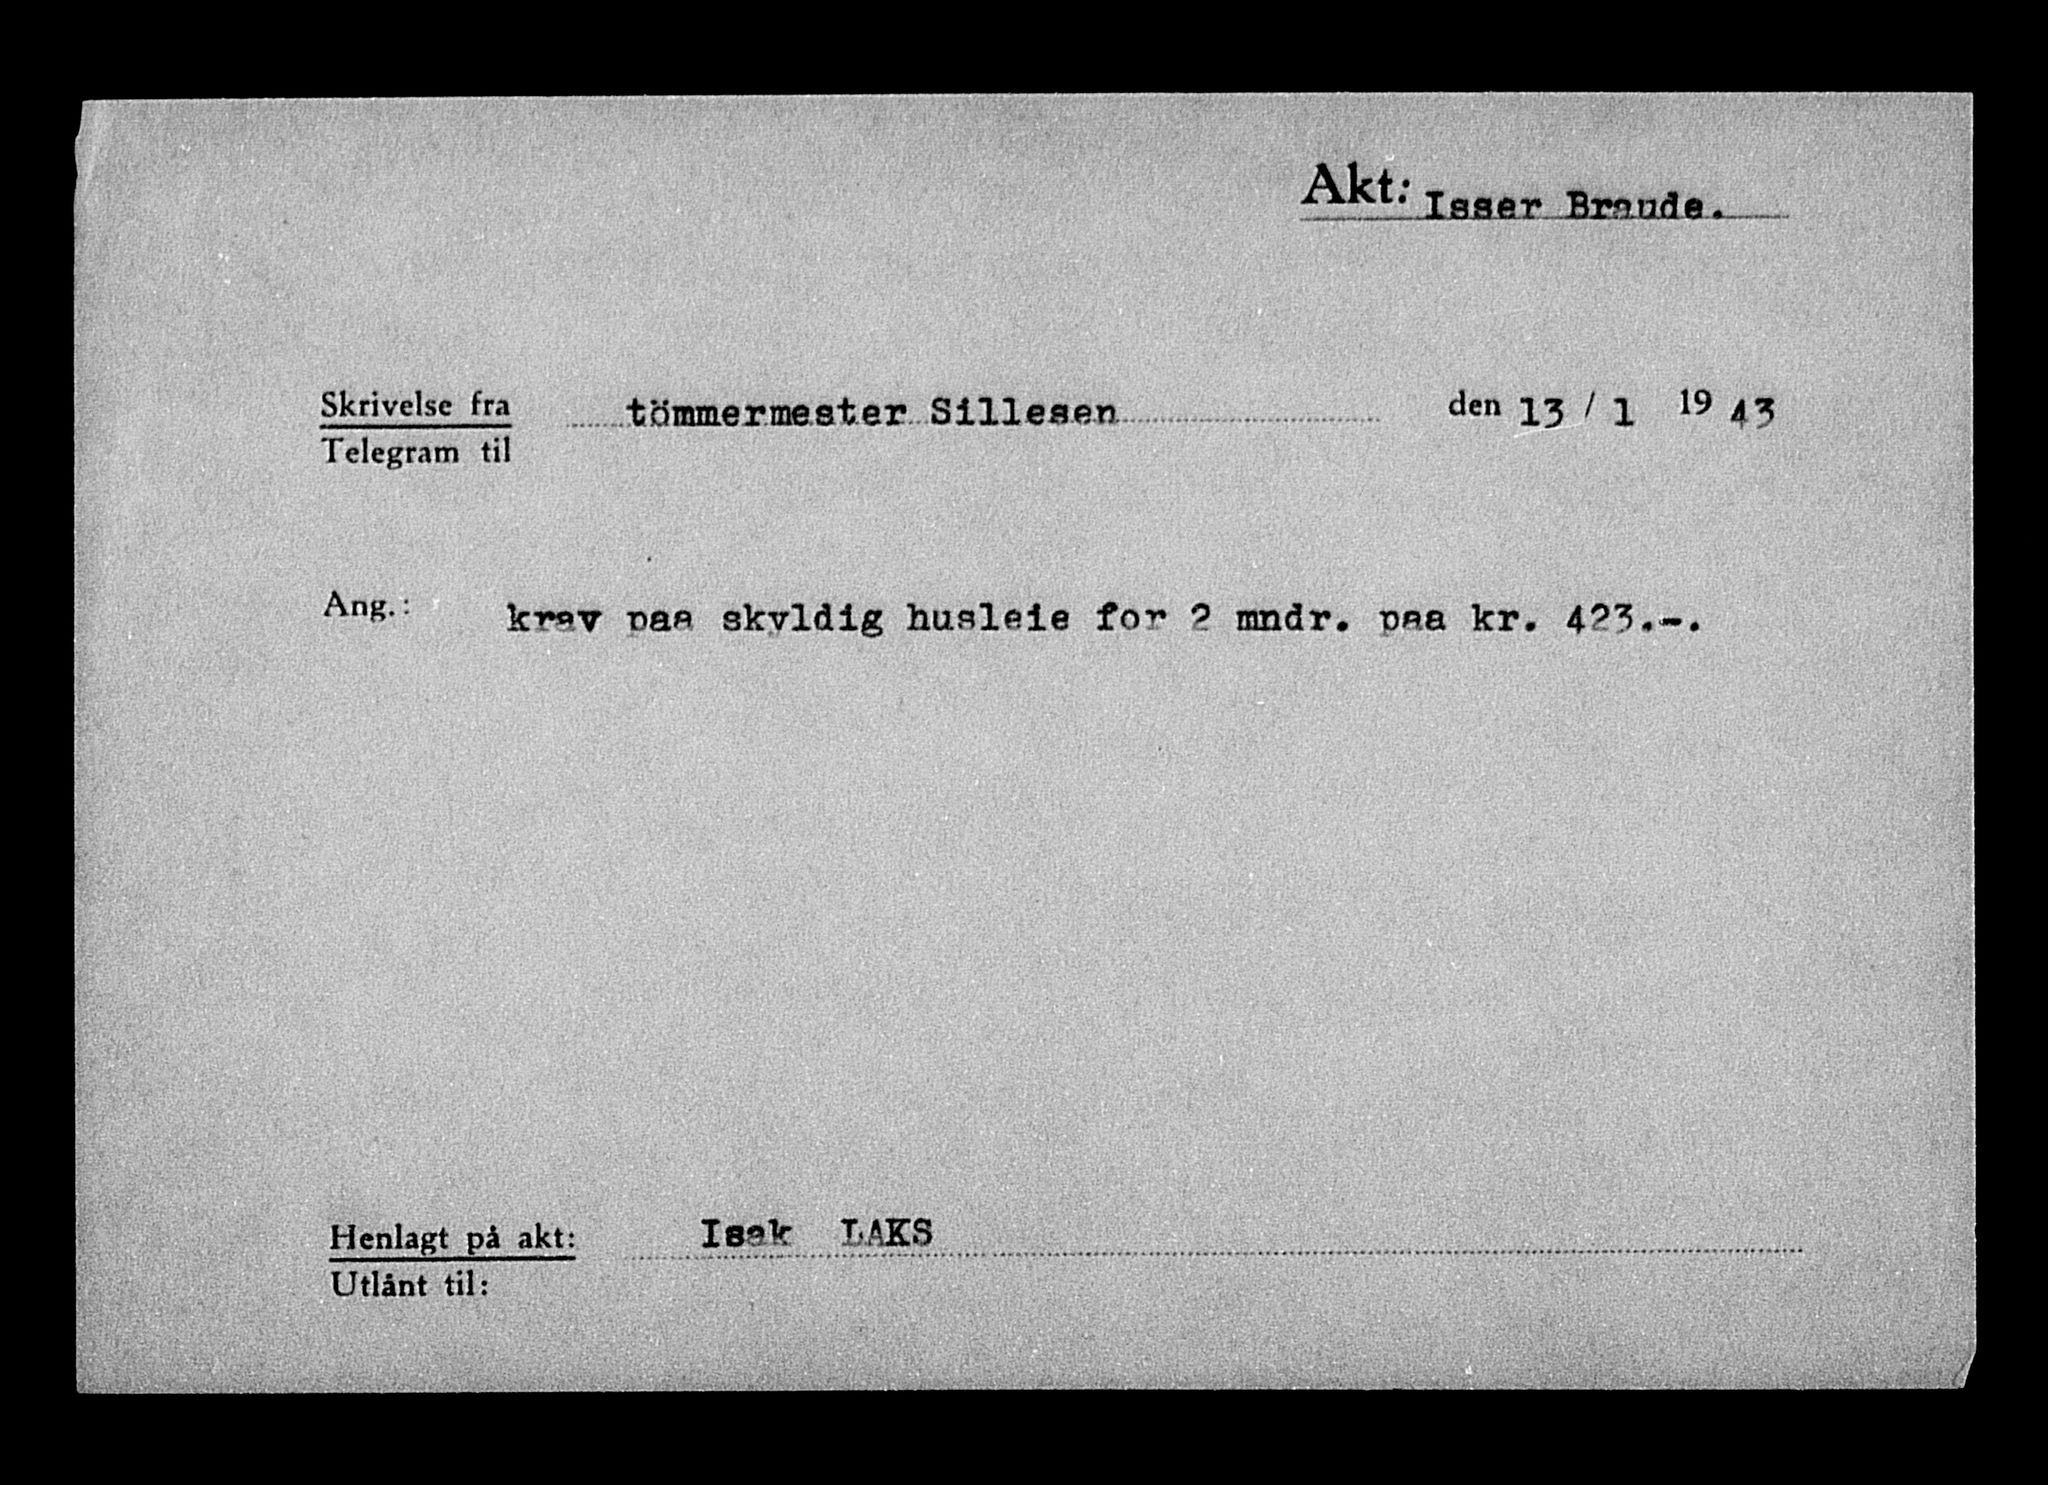 Akt: Isser Braude.
Skrivelse fra tömmermester Sillesen den 13 / 1 19 43
Telegram til
Ang.: krav paa skyldig husleie for 2 mndr. paa kr. 423.-.
Henlagt på akt: Isak LAKS
Utlånt til: